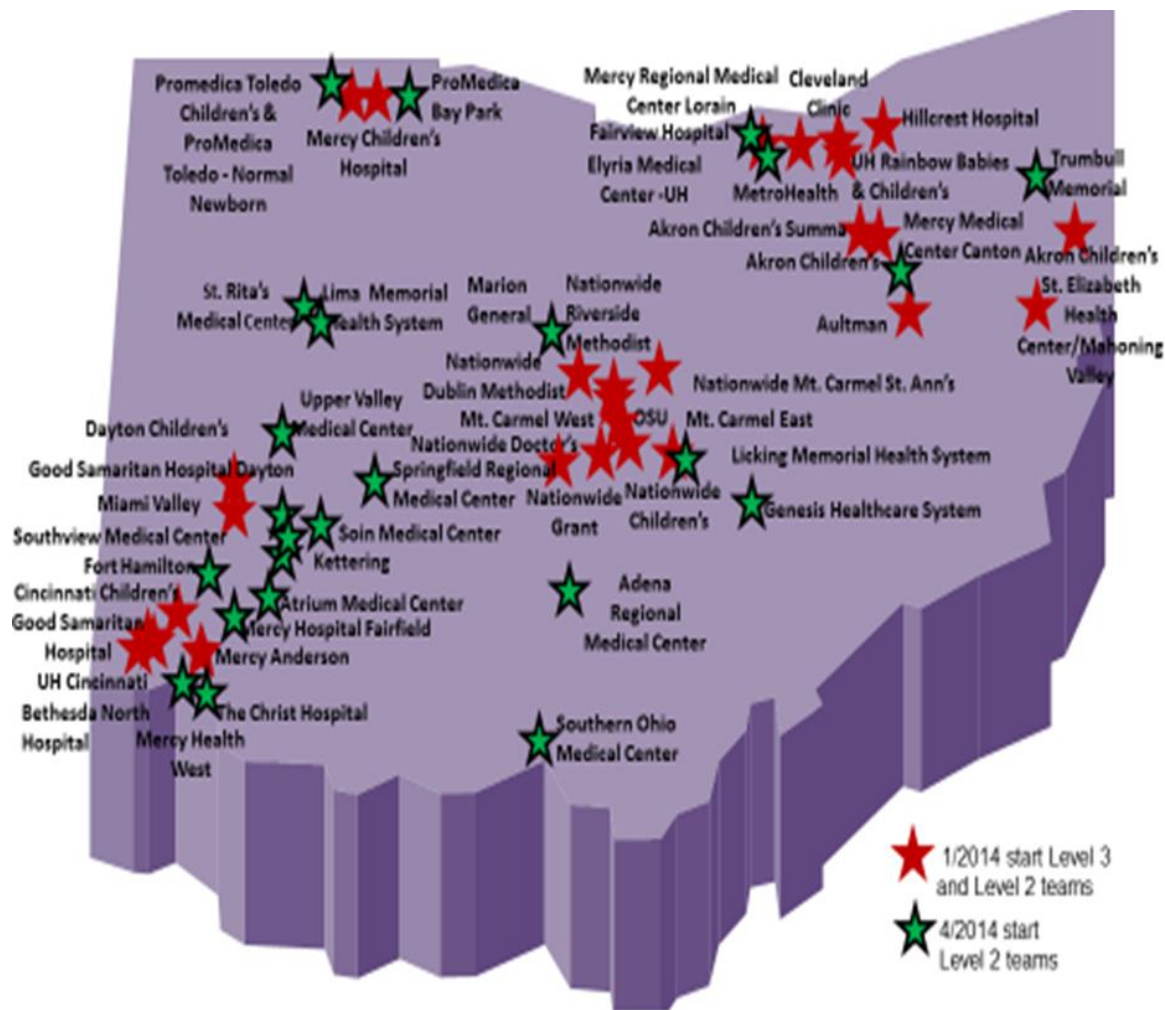 Promedica Toledo
Children's &
ProMedica
Toledo - Normal
Newborn
Mercy Children's
Hospital
ProMedica
Bay Park
Mercy Regional Medical
Center Lorain
Fairview Hospital
Elyria Medical
Center -UH
Cleveland
Clinic
Hillcrest Hospital
MetroHealth
UH Rainbow Babies
& Children's
Trumbull
Memorial
Akron Children's Summa
Akron Children's
Mercy Medical
Center Canton
Aultman
Akron Children's
St. Elizabeth
Health
Center/Mahoning
Valley
St. Rita's
Medical Center
Lima Memorial
Health System
Marion
General
Nationwide
Riverside
Methodist
Nationwide
Dublin Methodist
Mt. Carmel West
Nationwide Doctor's
OSU
Nationwide Mt. Carmel St. Ann's
Mt. Carmel East
Licking Memorial Health System
Nationwide
Grant
Nationwide
Children's
Genesis Healthcare System
Upper Valley
Medical Center
Dayton Children's
Good Samaritan Hospital Dayton
Miami Valley
Springfield Regional
Medical Center
Southview Medical Center
Soin Medical Center
Kettering
Fort Hamilton
Cincinnati Children's
Good Samaritan
Hospital
UH Cincinnati
Bethesda North
Hospital
Atrium Medical Center
Mercy Hospital Fairfield
Mercy Anderson
The Christ Hospital
Mercy Health
West
Adena
Regional
Medical Center
Southern Ohio
Medical Center
1/2014 start Level 3
and Level 2 teams
4/2014 start
Level 2 teams